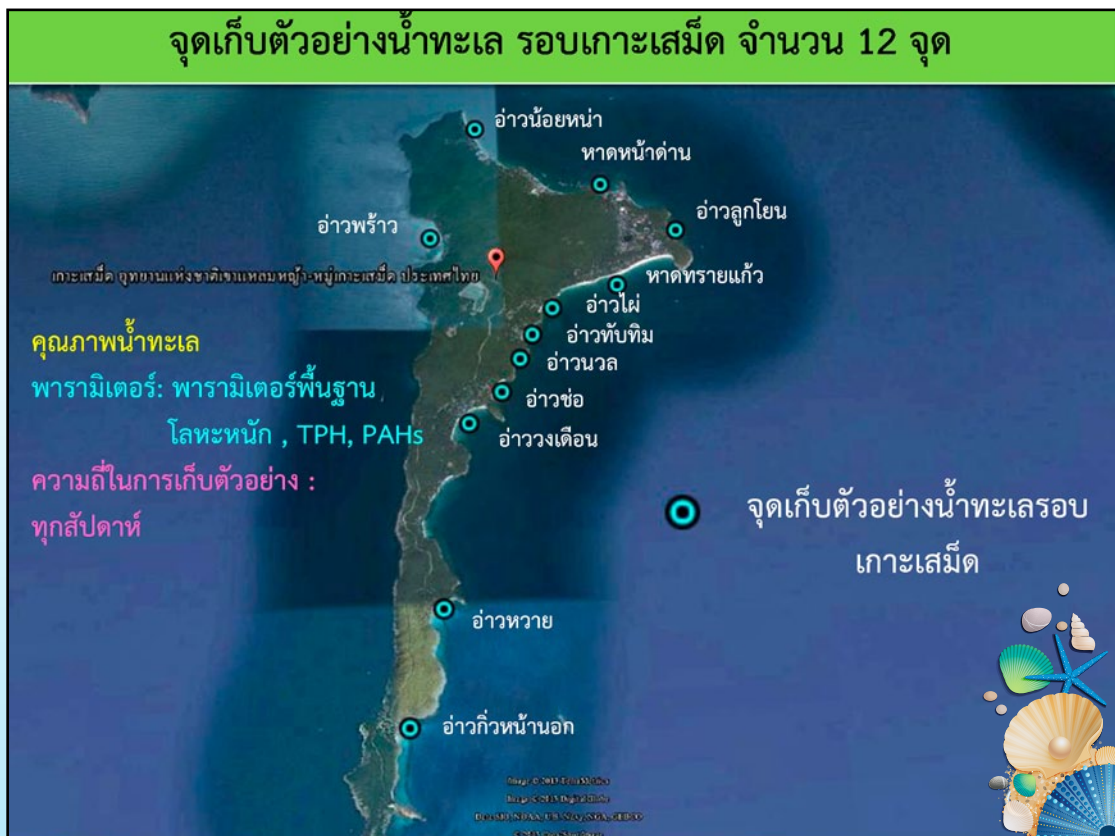 จุดเก็บตัวอย่างน้ำทะเล รอบเกาะเสม็ด จำนวน 12 จุด
อ่าวน้อยหน่า
หาดหน้าด่าน
อ่าวลูกโยน
อ่าวพร้าว
เกาะเสม็ด อุทยานแห่งชาติเขาแหลมหญ้า-หมู่เกาะเสม็ด ประเทศไทย
หาดทรายแก้ว
อ่าวไผ่
อ่าวทับทิม
อ่าวนวล
อ่าวช่อ
อ่าววงเดือน
คุณภาพน้ำทะเล
พารามิเตอร์: พารามิเตอร์พื้นฐาน
โลหะหนัก , TPH, PAHs
ความถี่ในการเก็บตัวอย่าง :
ทุกสัปดาห์
จุดเก็บตัวอย่างน้ำทะเลรอบ
เกาะเสม็ด
อ่าวหวาย
อ่าวกิ่วหน้านอก
Image © 2013 TerraMetrics
Image © 2013 DigitalGlobe
Data SIO, NOAA, U.S. Navy, NGA, GEBCO